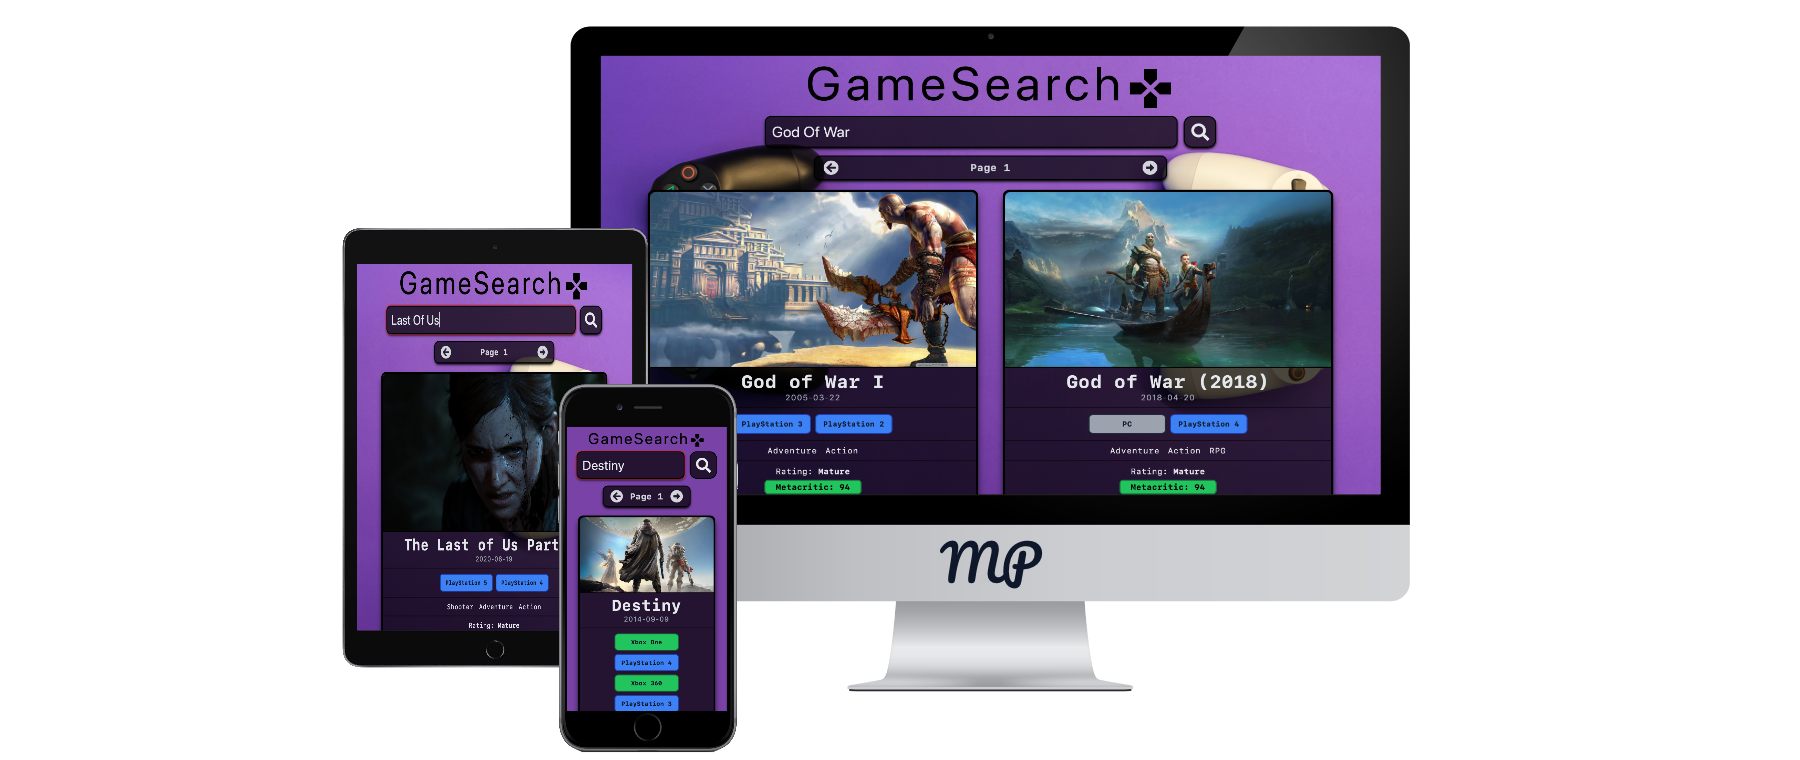 GameSearch
God Of War
Page 1
God of War I
2005-03-22
PlayStation 3 PlayStation 2
Adventure Action
Rating: Mature
Metacritic: 94
God of War (2018)
2018-04-20
PC PlayStation 4
Adventure Action RPG
Rating: Mature
Metacritic: 94
MP
GameSearch
Last Of Us
Page 1
The Last of Us Part
2020-06-19
PlayStation 5 PlayStation 4
Shooter Adventure Action
Rating: Mature
GameSearch
Destiny
Page 1
Destiny
2014-09-09
Xbox One
PlayStation 4
Xbox 360
PlayStation 3